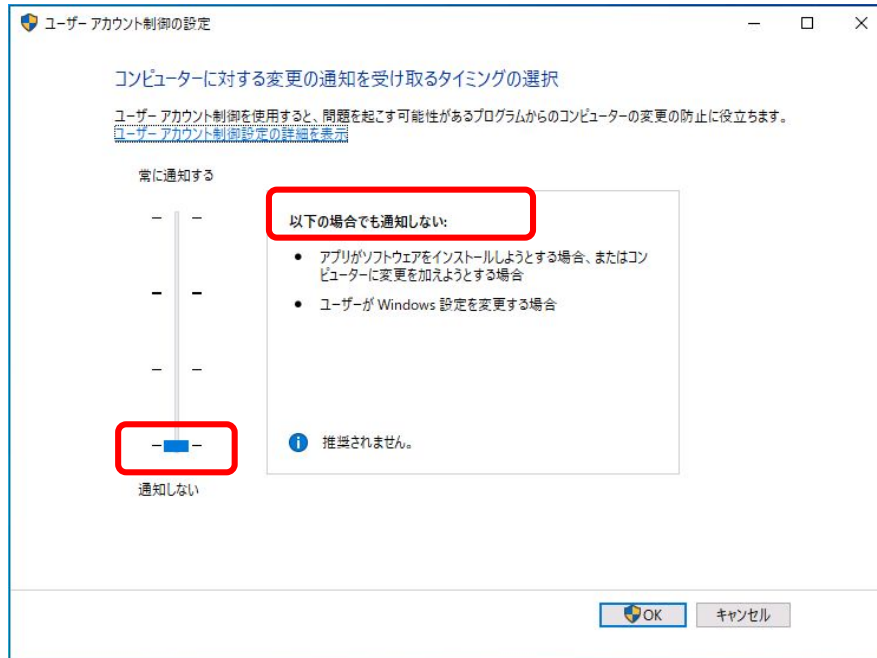 ユーザー アカウント制御の設定
コンピューターに対する変更の通知を受け取るタイミングの選択
ユーザー アカウント制御を使用すると、問題を起こす可能性があるプログラムからのコンピューターの変更の防止に役立ちます。
ユーザー アカウント制御設定の詳細を表示
常に通知する
以下の場合でも通知しない:
● アプリがソフトウェアをインストールしようとする場合、またはコン
ピューターに変更を加えようとする場合
● ユーザーが Windows 設定を変更する場合
推奨されません。
通知しない
OK キャンセル